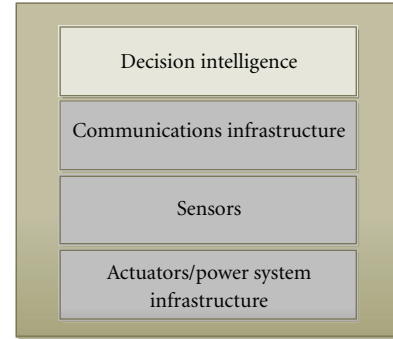 Decision intelligence
Communications infrastructure
Sensors
Actuators/power system
infrastructure